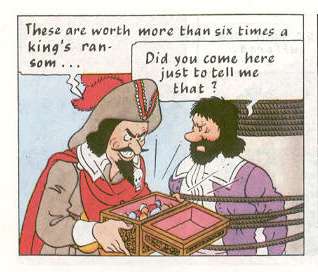 These are worth more than six times a
king's ran-
som...
Did you come here
just to tell me
that?